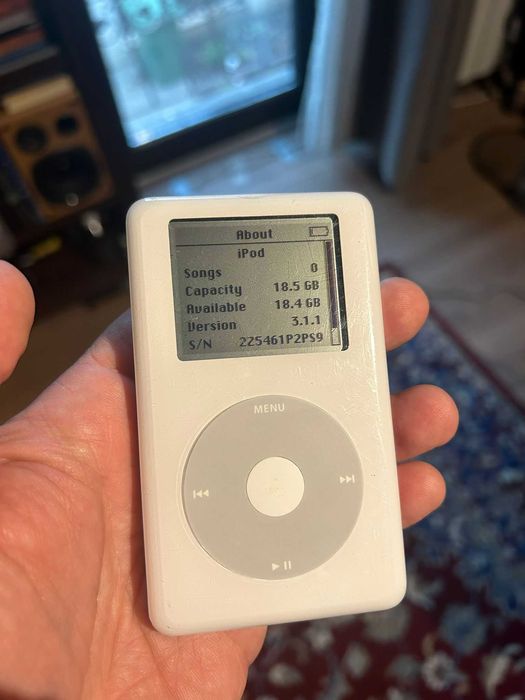 About
iPod
Songs 0
Capacity 18.5 GB
Available 18.4 GB
Version 3.1.1
S/N 2Z5461P2PS9
MENU